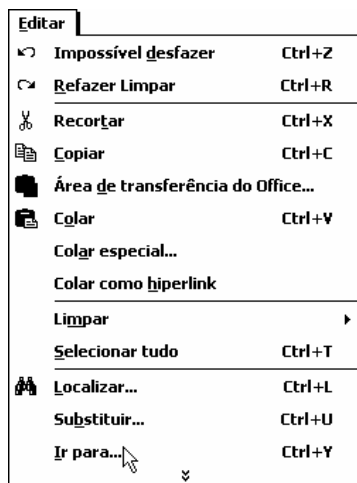 Editar
Impossível desfazer Ctrl+Z
Refazer Limpar Ctrl+R
Recortar Ctrl+X
Copiar Ctrl+C
Área de transferência do Office...
Colar Ctrl+V
Colar especial...
Colar como hiperlink
Limpar
Selecionar tudo Ctrl+T
Localizar... Ctrl+L
Substituir... Ctrl+U
Ir para... Ctrl+Y